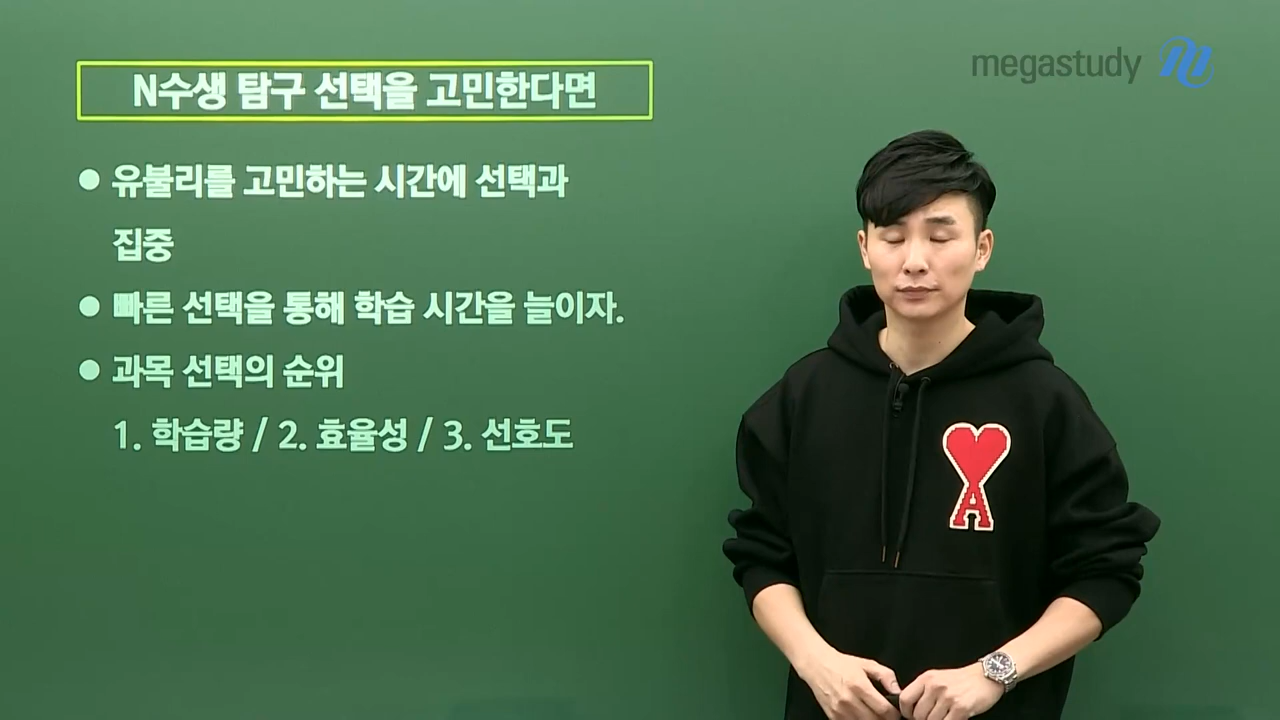 N수생 탐구 선택을 고민한다면
megastudy
● 유불리를 고민하는 시간에 선택과
집중
● 빠른 선택을 통해 학습 시간을 늘이자.
● 과목 선택의 순위
1. 학습량 / 2. 효율성 / 3. 선호도
A